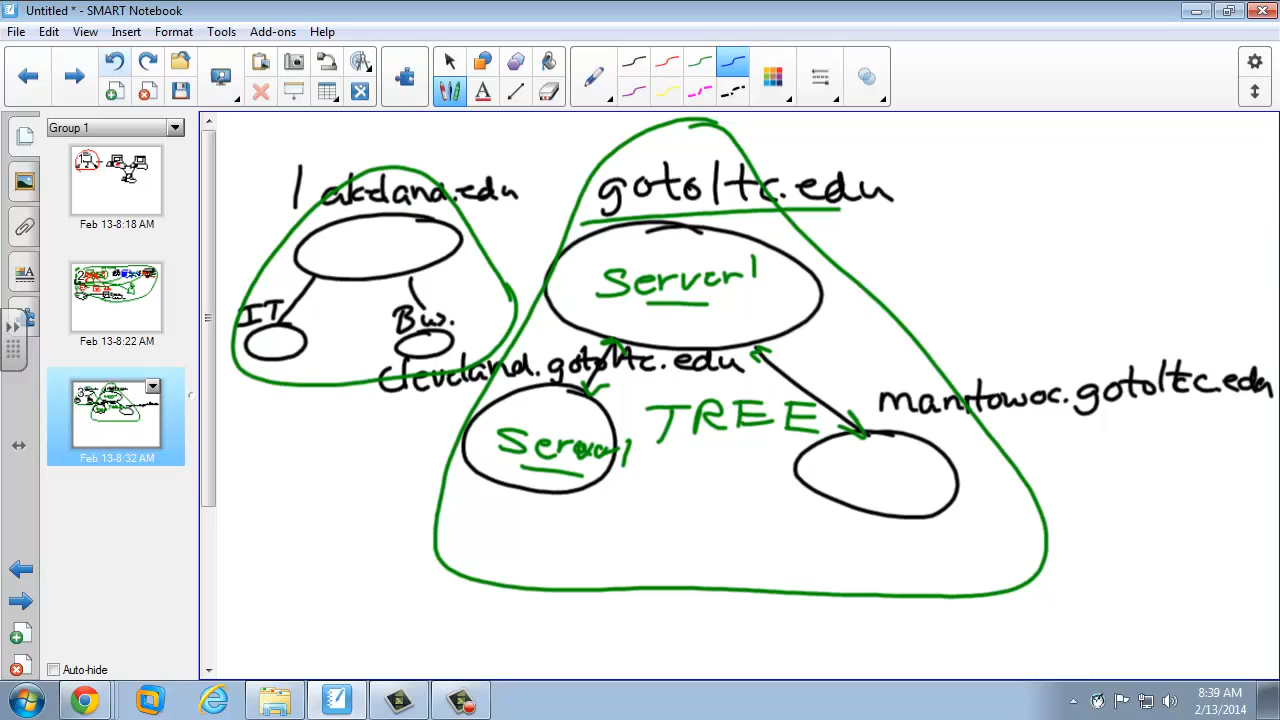 Untitled * - SMART Notebook
File Edit View Insert Format Tools Add-ons Help
Group 1
Feb 13-8:18 AM
Feb 13-8:22 AM
Feb 13-8:32 AM
Auto-hide
lakeland.edu
IT
Bus.
gotoltc.edu
Server1
cleveland.gotoltc.edu
manitowoc.gotoltc.edu
TREE
Server1
8:39 AM
2/13/2014